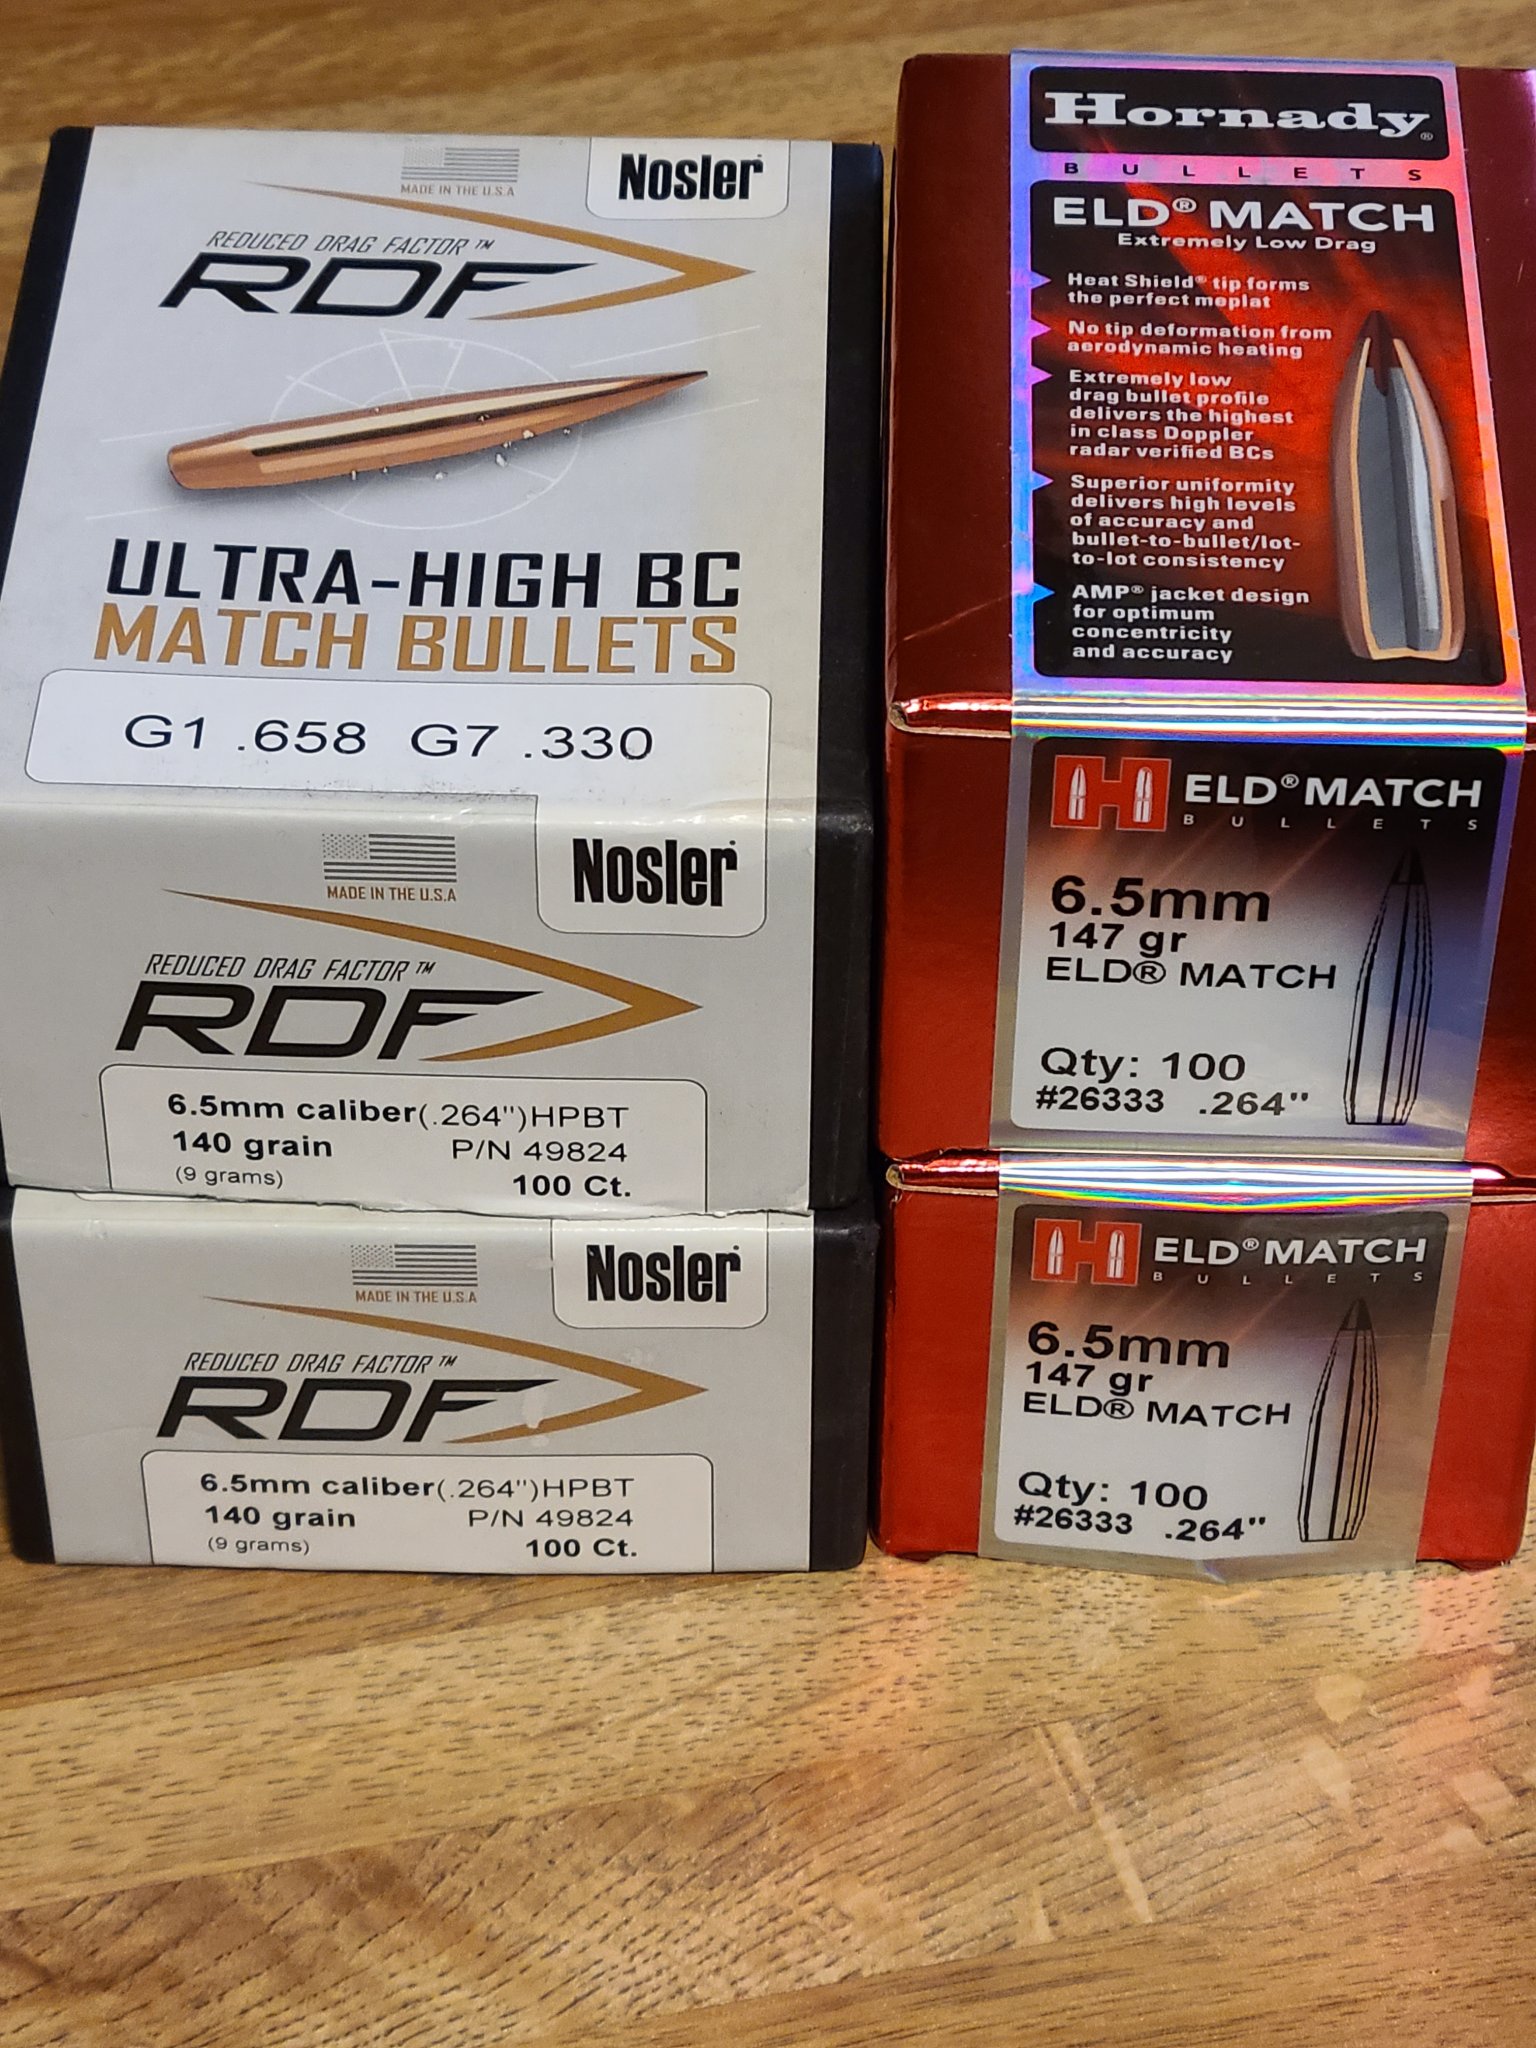 MADE IN THE U.S.A
Nosler
REDUCED DRAG FACTOR™
RDF
ULTRA-HIGH BC
MATCH BULLETS
G1 .658 G7 .330
MADE IN THE U.S.A
Nosler
REDUCED DRAG FACTOR™
RDF
6.5mm caliber(.264")HPBT
140 grain P/N 49824
(9 grams) 100 Ct.
MADE IN THE U.S.A
Nosler
REDUCED DRAG FACTOR™
RDF
6.5mm caliber(.264")HPBT
140 grain P/N 49824
(9 grams) 100 Ct.
Hornady®
BULLETS
ELD® MATCH
Extremely Low Drag
Heat Shield® tip forms
the perfect meplat
No tip deformation from
aerodynamic heating
Extremely low
drag bullet profile
delivers the highest
in class Doppler
radar verified BCs
Superior uniformity
delivers high levels
of accuracy and
bullet-to-bullet/lot-
to-lot consistency
AMP® jacket design
for optimum
concentricity
and accuracy
H ELD® MATCH
BULLETS
6.5mm
147 gr
ELD® MATCH
Qty: 100
#26333 .264"
H ELD® MATCH
BULLETS
6.5mm
147 gr
ELD® MATCH
Qty: 100
#26333 .264"